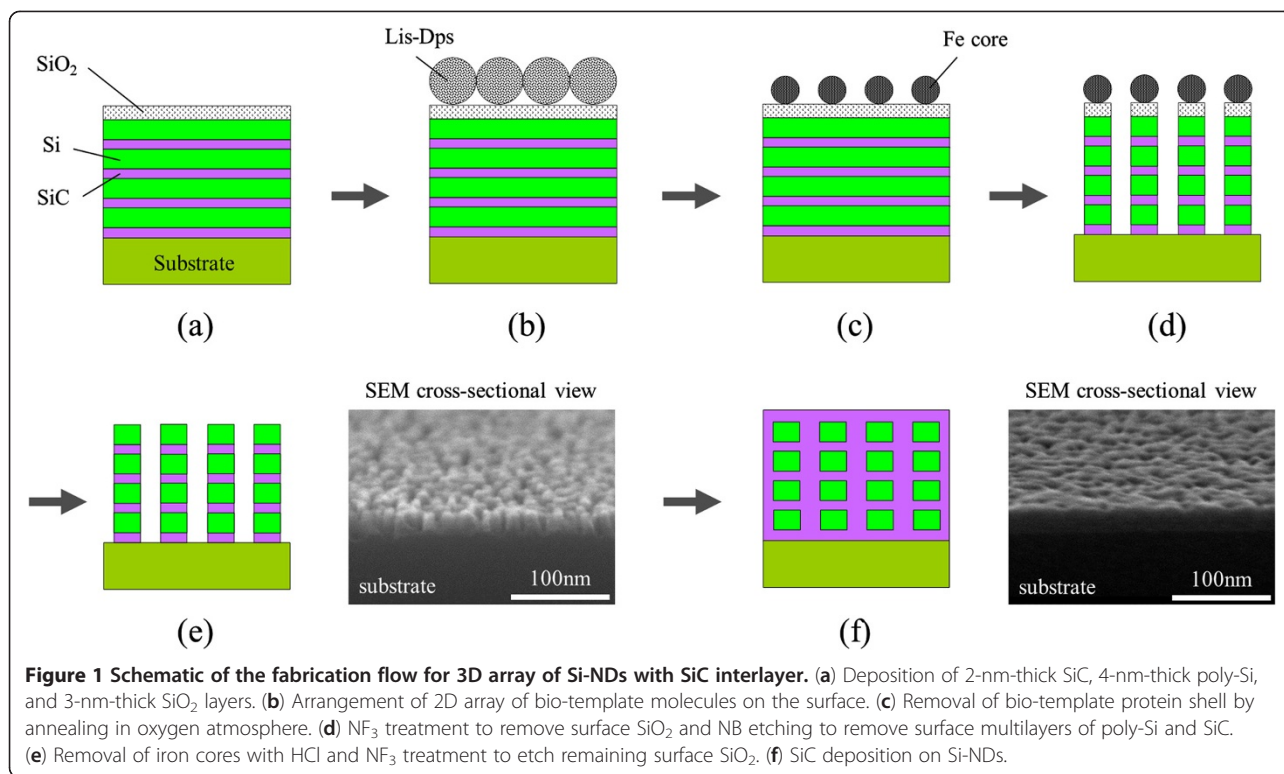 Lis-Dps
Fe core
SiO₂
Si
SiC
Substrate
(a)
(b)
(c)
(d)
SEM cross-sectional view
SEM cross-sectional view
substrate
100nm
substrate
100nm
(e)
(f)
Figure 1 Schematic of the fabrication flow for 3D array of Si-NDs with SiC interlayer. (a) Deposition of 2-nm-thick SiC, 4-nm-thick poly-Si,
and 3-nm-thick SiO₂ layers. (b) Arrangement of 2D array of bio-template molecules on the surface. (c) Removal of bio-template protein shell by
annealing in oxygen atmosphere. (d) NF₃ treatment to remove surface SiO₂ and NB etching to remove surface multilayers of poly-Si and SiC.
(e) Removal of iron cores with HCl and NF₃ treatment to etch remaining surface SiO₂. (f) SiC deposition on Si-NDs.